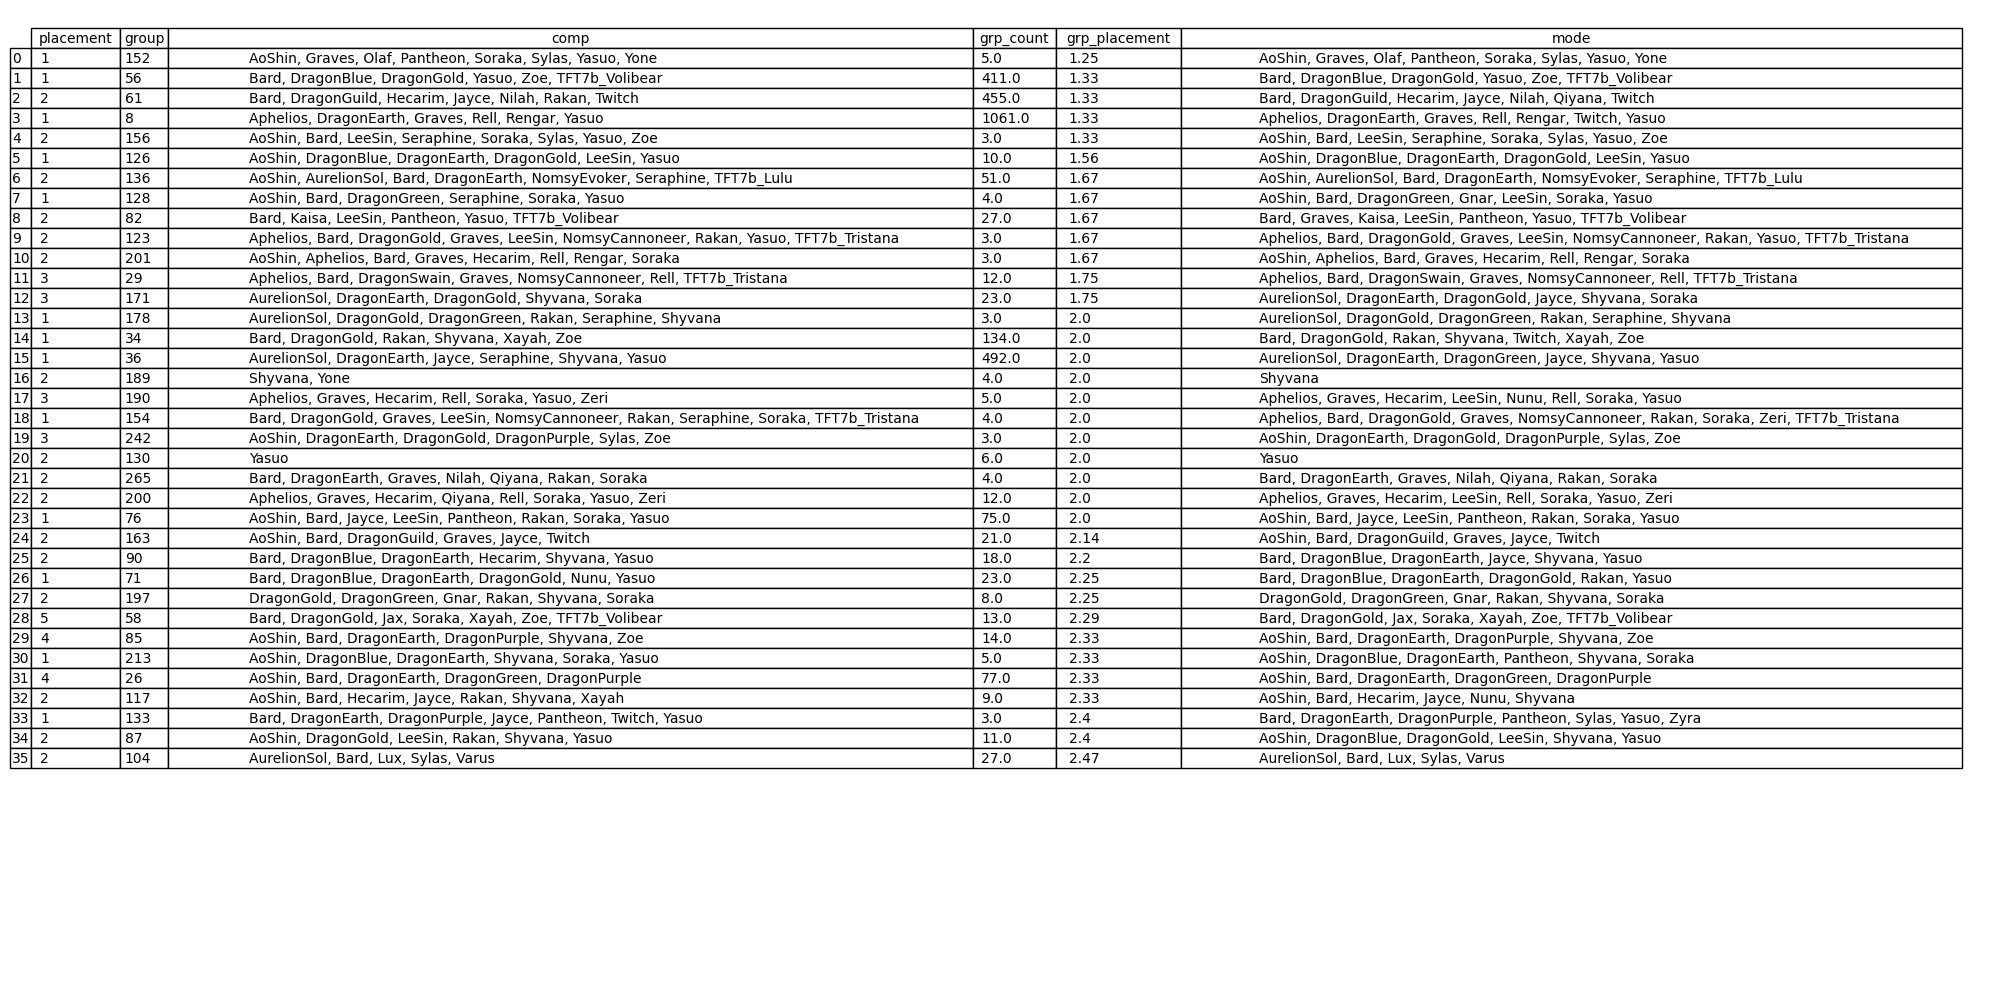 placement group comp grp_count grp_placement mode
0 1 152 AoShin, Graves, Olaf, Pantheon, Soraka, Sylas, Yasuo, Yone 5.0 1.25 AoShin, Graves, Olaf, Pantheon, Soraka, Sylas, Yasuo, Yone
1 1 56 Bard, DragonBlue, DragonGold, Yasuo, Zoe, TFT7b_Volibear 411.0 1.33 Bard, DragonBlue, DragonGold, Yasuo, Zoe, TFT7b_Volibear
2 2 61 Bard, DragonGuild, Hecarim, Jayce, Nilah, Rakan, Twitch 455.0 1.33 Bard, DragonGuild, Hecarim, Jayce, Nilah, Qiyana, Twitch
3 1 8 Aphelios, DragonEarth, Graves, Rell, Rengar, Yasuo 1061.0 1.33 Aphelios, DragonEarth, Graves, Rell, Rengar, Twitch, Yasuo
4 2 156 AoShin, Bard, LeeSin, Seraphine, Soraka, Sylas, Yasuo, Zoe 3.0 1.33 AoShin, Bard, LeeSin, Seraphine, Soraka, Sylas, Yasuo, Zoe
5 1 126 AoShin, DragonBlue, DragonEarth, DragonGold, LeeSin, Yasuo 10.0 1.56 AoShin, DragonBlue, DragonEarth, DragonGold, LeeSin, Yasuo
6 2 136 AoShin, AurelionSol, Bard, DragonEarth, NomsyEvoker, Seraphine, TFT7b_Lulu 51.0 1.67 AoShin, AurelionSol, Bard, DragonEarth, NomsyEvoker, Seraphine, TFT7b_Lulu
7 1 128 AoShin, Bard, DragonGreen, Seraphine, Soraka, Yasuo 4.0 1.67 AoShin, Bard, DragonGreen, Gnar, LeeSin, Soraka, Yasuo
8 2 82 Bard, Kaisa, LeeSin, Pantheon, Yasuo, TFT7b_Volibear 27.0 1.67 Bard, Graves, Kaisa, LeeSin, Pantheon, Yasuo, TFT7b_Volibear
9 2 123 Aphelios, Bard, DragonGold, Graves, LeeSin, NomsyCannoneer, Rakan, Yasuo, TFT7b_Tristana 3.0 1.67 Aphelios, Bard, DragonGold, Graves, LeeSin, NomsyCannoneer, Rakan, Yasuo, TFT7b_Tristana
10 2 201 AoShin, Aphelios, Bard, Graves, Hecarim, Rell, Rengar, Soraka 3.0 1.67 AoShin, Aphelios, Bard, Graves, Hecarim, Rell, Rengar, Soraka
11 3 29 Aphelios, Bard, DragonSwain, Graves, NomsyCannoneer, Rell, TFT7b_Tristana 12.0 1.75 Aphelios, Bard, DragonSwain, Graves, NomsyCannoneer, Rell, TFT7b_Tristana
12 3 171 AurelionSol, DragonEarth, DragonGold, Shyvana, Soraka 23.0 1.75 AurelionSol, DragonEarth, DragonGold, Jayce, Shyvana, Soraka
13 1 178 AurelionSol, DragonGold, DragonGreen, Rakan, Seraphine, Shyvana 3.0 2.0 AurelionSol, DragonGold, DragonGreen, Rakan, Seraphine, Shyvana
14 1 34 Bard, DragonGold, Rakan, Shyvana, Xayah, Zoe 134.0 2.0 Bard, DragonGold, Rakan, Shyvana, Twitch, Xayah, Zoe
15 1 36 AurelionSol, DragonEarth, Jayce, Seraphine, Shyvana, Yasuo 492.0 2.0 AurelionSol, DragonEarth, DragonGreen, Jayce, Shyvana, Yasuo
16 2 189 Shyvana, Yone 4.0 2.0 Shyvana
17 3 190 Aphelios, Graves, Hecarim, Rell, Soraka, Yasuo, Zeri 5.0 2.0 Aphelios, Graves, Hecarim, LeeSin, Nunu, Rell, Soraka, Yasuo
18 1 154 Bard, DragonGold, Graves, LeeSin, NomsyCannoneer, Rakan, Seraphine, Soraka, TFT7b_Tristana 4.0 2.0 Aphelios, Bard, DragonGold, Graves, NomsyCannoneer, Rakan, Soraka, Zeri, TFT7b_Tristana
19 3 242 AoShin, DragonEarth, DragonGold, DragonPurple, Sylas, Zoe 3.0 2.0 AoShin, DragonEarth, DragonGold, DragonPurple, Sylas, Zoe
20 2 130 Yasuo 6.0 2.0 Yasuo
21 2 265 Bard, DragonEarth, Graves, Nilah, Qiyana, Rakan, Soraka 4.0 2.0 Bard, DragonEarth, Graves, Nilah, Qiyana, Rakan, Soraka
22 2 200 Aphelios, Graves, Hecarim, Qiyana, Rell, Soraka, Yasuo, Zeri 12.0 2.0 Aphelios, Graves, Hecarim, LeeSin, Rell, Soraka, Yasuo, Zeri
23 1 76 AoShin, Bard, Jayce, LeeSin, Pantheon, Rakan, Soraka, Yasuo 75.0 2.0 AoShin, Bard, Jayce, LeeSin, Pantheon, Rakan, Soraka, Yasuo
24 2 163 AoShin, Bard, DragonGuild, Graves, Jayce, Twitch 21.0 2.14 AoShin, Bard, DragonGuild, Graves, Jayce, Twitch
25 2 90 Bard, DragonBlue, DragonEarth, Hecarim, Shyvana, Yasuo 18.0 2.2 Bard, DragonBlue, DragonEarth, Jayce, Shyvana, Yasuo
26 1 71 Bard, DragonBlue, DragonEarth, DragonGold, Nunu, Yasuo 23.0 2.25 Bard, DragonBlue, DragonEarth, DragonGold, Rakan, Yasuo
27 2 197 DragonGold, DragonGreen, Gnar, Rakan, Shyvana, Soraka 8.0 2.25 DragonGold, DragonGreen, Gnar, Rakan, Shyvana, Soraka
28 5 58 Bard, DragonGold, Jax, Soraka, Xayah, Zoe, TFT7b_Volibear 13.0 2.29 Bard, DragonGold, Jax, Soraka, Xayah, Zoe, TFT7b_Volibear
29 4 85 AoShin, Bard, DragonEarth, DragonPurple, Shyvana, Zoe 14.0 2.33 AoShin, Bard, DragonEarth, DragonPurple, Shyvana, Zoe
30 1 213 AoShin, DragonBlue, DragonEarth, Shyvana, Soraka, Yasuo 5.0 2.33 AoShin, DragonBlue, DragonEarth, Pantheon, Shyvana, Soraka
31 4 26 AoShin, Bard, DragonEarth, DragonGreen, DragonPurple 77.0 2.33 AoShin, Bard, DragonEarth, DragonGreen, DragonPurple
32 2 117 AoShin, Bard, Hecarim, Jayce, Rakan, Shyvana, Xayah 9.0 2.33 AoShin, Bard, Hecarim, Jayce, Nunu, Shyvana
33 1 133 Bard, DragonEarth, DragonPurple, Jayce, Pantheon, Twitch, Yasuo 3.0 2.4 Bard, DragonEarth, DragonPurple, Pantheon, Sylas, Yasuo, Zyra
34 2 87 AoShin, DragonGold, LeeSin, Rakan, Shyvana, Yasuo 11.0 2.4 AoShin, DragonBlue, DragonGold, LeeSin, Shyvana, Yasuo
35 2 104 AurelionSol, Bard, Lux, Sylas, Varus 27.0 2.47 AurelionSol, Bard, Lux, Sylas, Varus